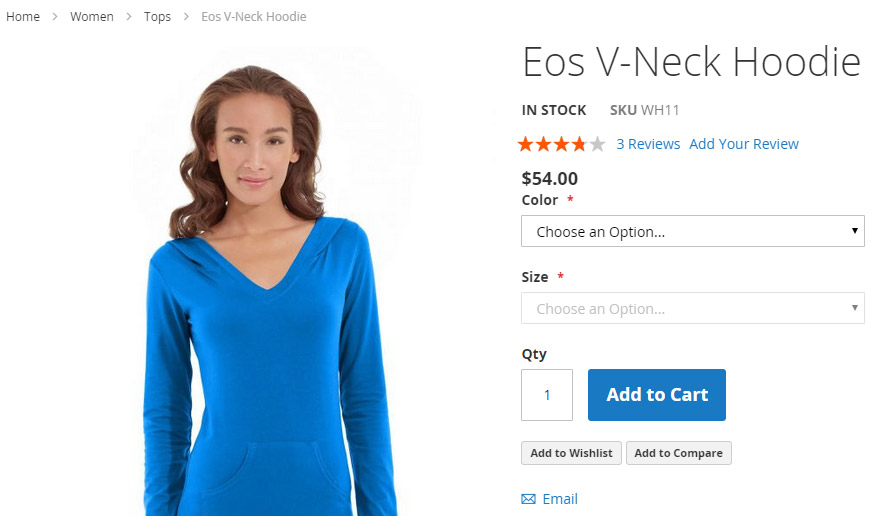 Home > Women > Tops > Eos V-Neck Hoodie
Eos V-Neck Hoodie
IN STOCK SKU WH11
3 Reviews Add Your Review
$54.00
Color *
Choose an Option...
Size *
Choose an Option...
Qty
1 Add to Cart
Add to Wishlist Add to Compare
Email